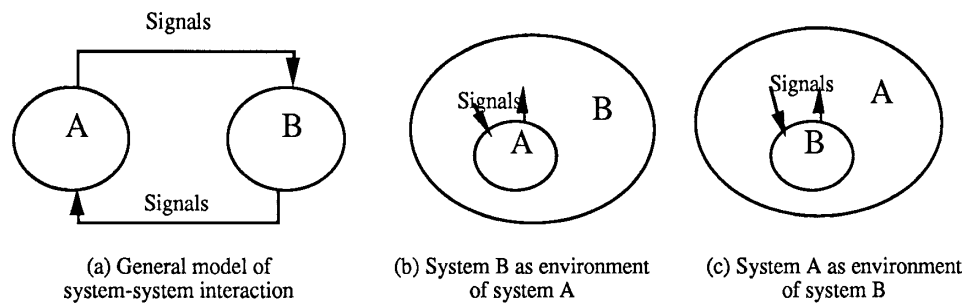 Signals
A
B
Signals
(a) General model of
system-system interaction
Signals
B
A
(b) System B as environment
of system A
Signals
A
B
(c) System A as environment
of system B